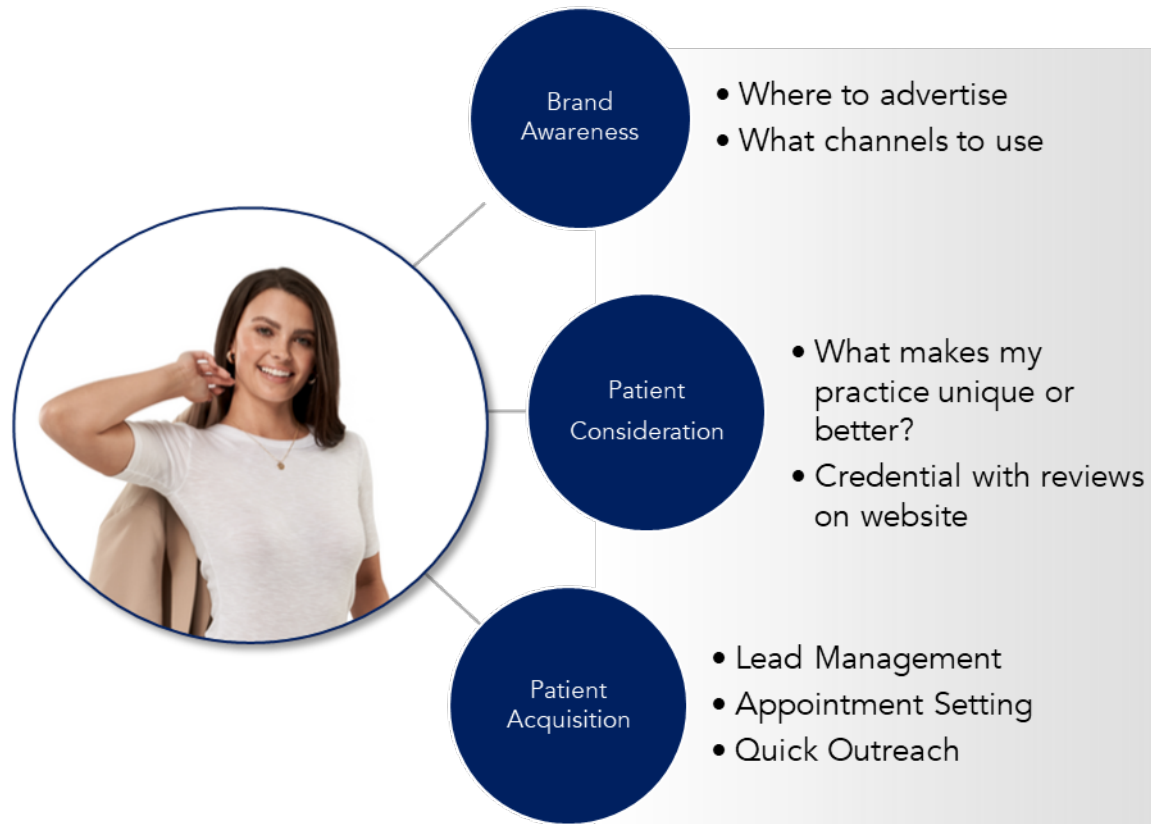 Brand
Awareness
• Where to advertise
• What channels to use
Patient
Consideration
• What makes my
practice unique or
better?
• Credential with reviews
on website
Patient
Acquisition
• Lead Management
• Appointment Setting
• Quick Outreach